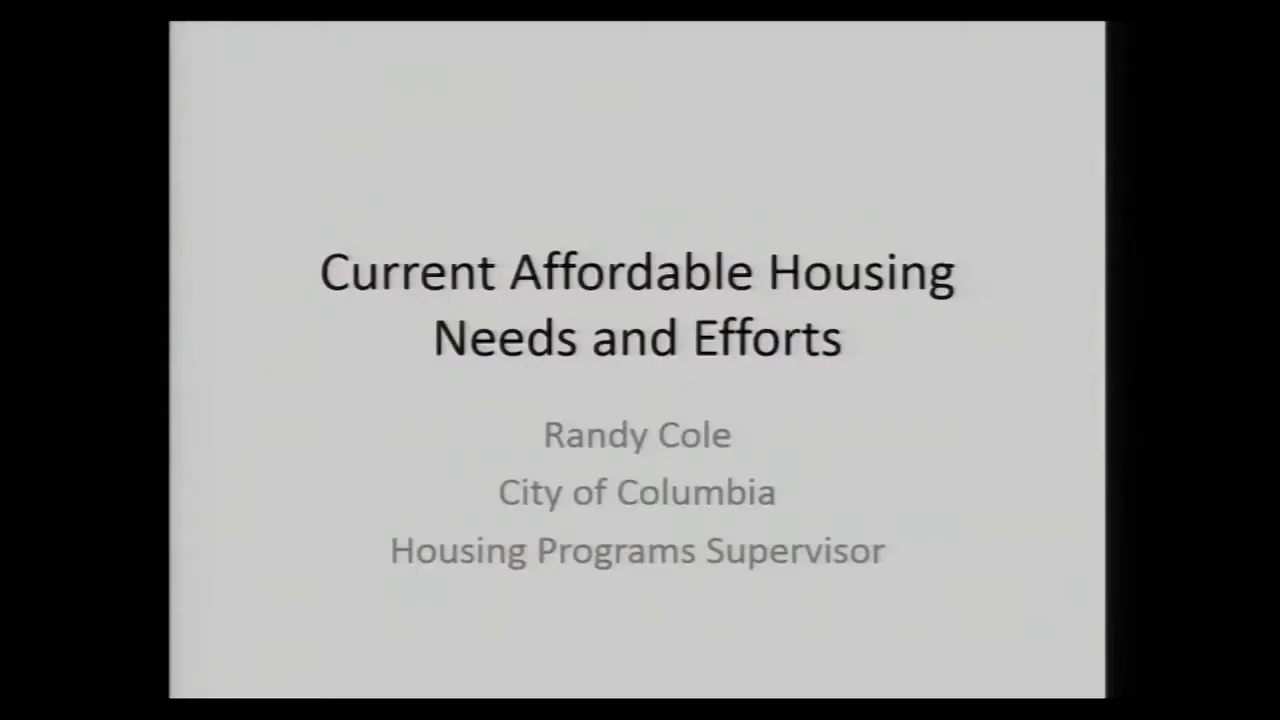 Current Affordable Housing
Needs and Efforts
Randy Cole
City of Columbia
Housing Programs Supervisor